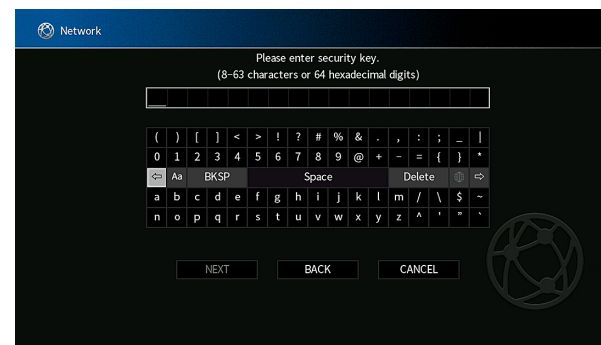 Network
Please enter security key.
(8-63 characters or 64 hexadecimal digits)
( ) [ ] < > ! ? # % & . , : ; _ |
0 1 2 3 4 5 6 7 8 9 @ + - = { } *
⇦ Aa BKSP Space Delete ⇨
a b c d e f g h i j k l m / \ $ ~
n o p q r s t u v w x y z ^ ' " `
NEXT BACK CANCEL